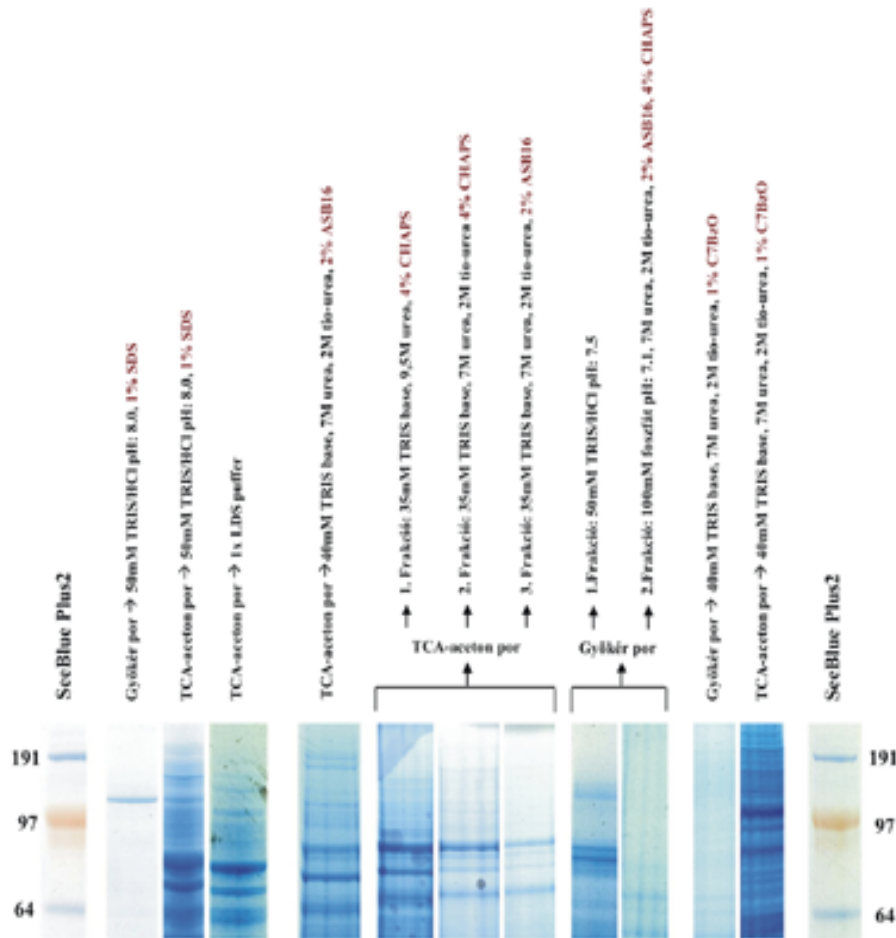 SeeBlue Plus2
Gyökér por → 50mM TRIS/HCl pH: 8.0, 1% SDS
TCA-aceton por → 50mM TRIS/HCl pH: 8.0, 1% SDS
TCA-aceton por → 1x LDS puffer
TCA-aceton por → 40mM TRIS base, 7M urea, 2M tio-urea, 2% ASB16
1. Frakció: 35mM TRIS base, 9,5M urea, 4% CHAPS
2. Frakció: 35mM TRIS base, 7M urea, 2M tio-urea 4% CHAPS
3. Frakció: 35mM TRIS base, 7M urea, 2M tio-urea, 2% ASB16
TCA-aceton por
1.Frakció: 50mM TRIS/HCl pH: 7.5
2.Frakció: 100mM foszfát pH: 7.1, 7M urea, 2M tio-urea, 2% ASB16, 4% CHAPS
Gyökér por
Gyökér por → 40mM TRIS base, 7M urea, 2M tio-urea, 1% C7BzO
TCA-aceton por → 40mM TRIS base, 7M urea, 2M tio-urea, 1% C7BzO
SeeBlue Plus2
191
97
64
191
97
64